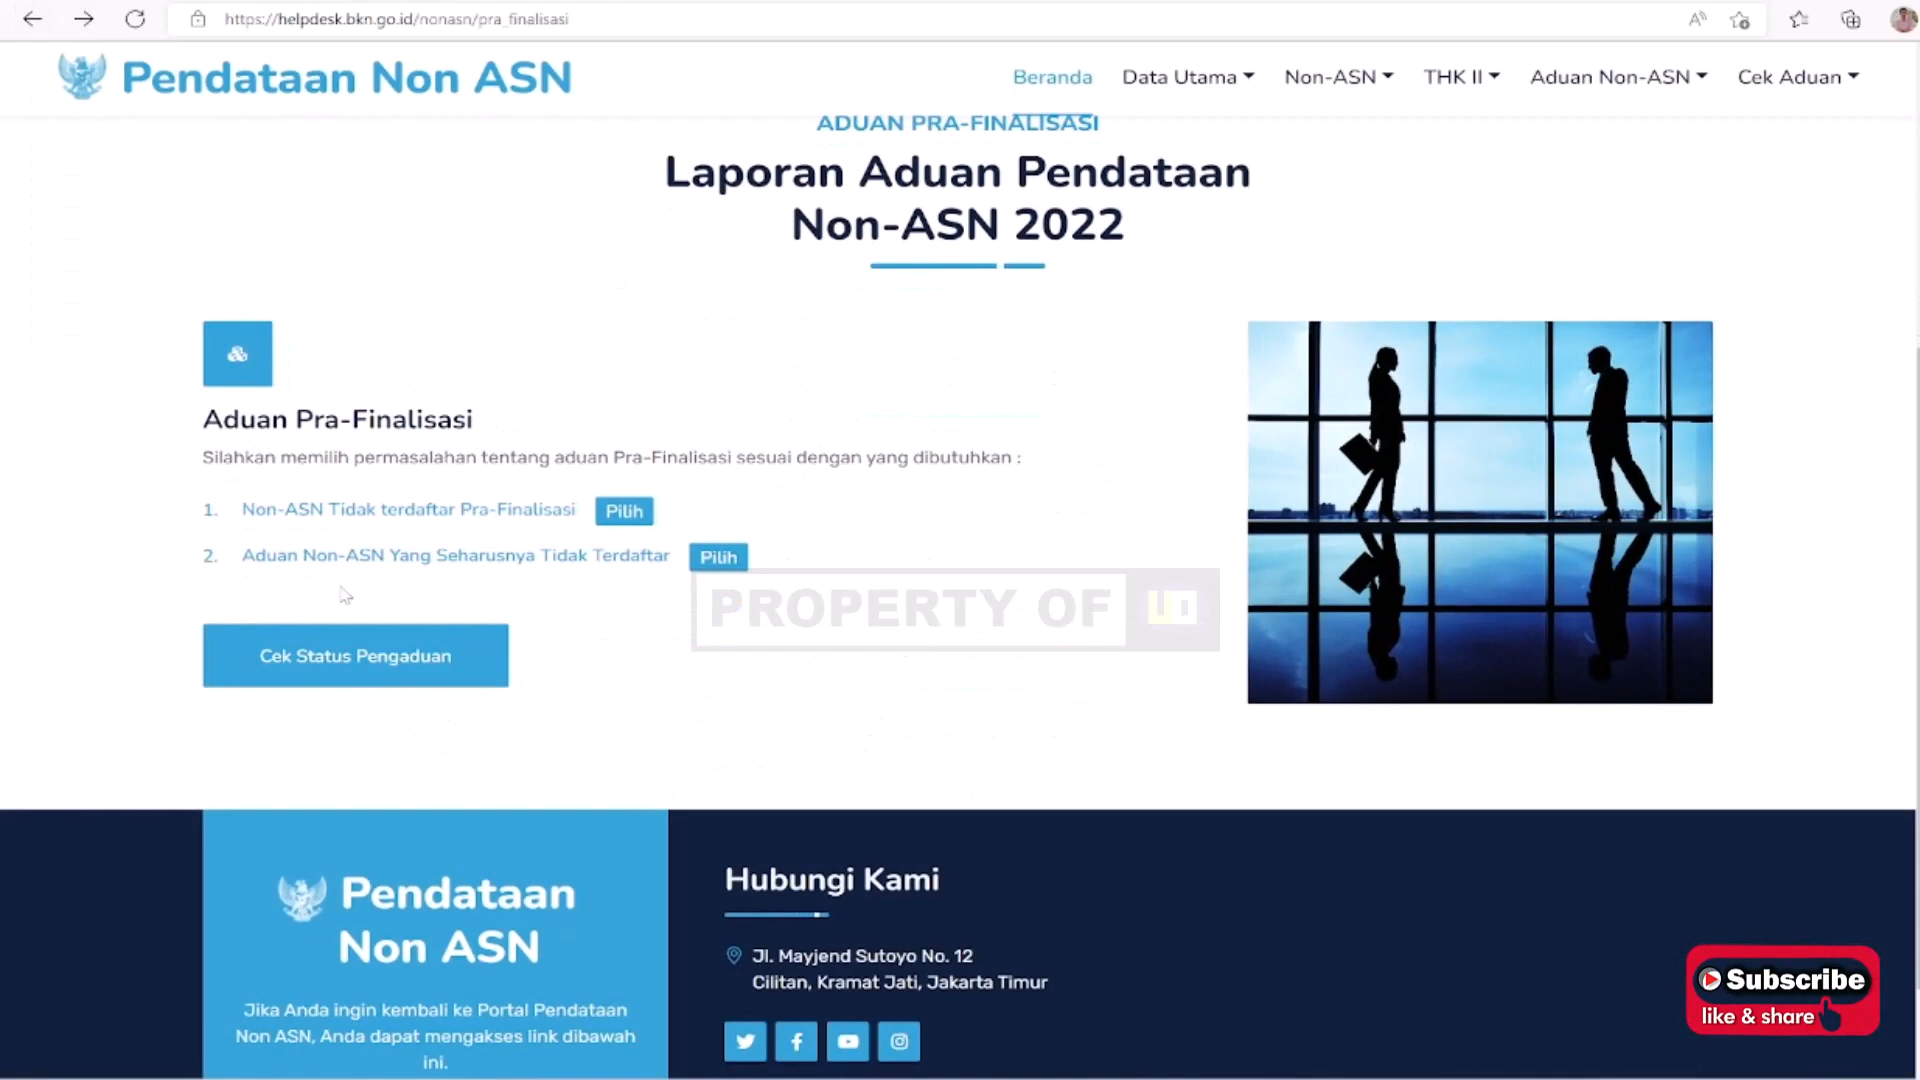 https://helpdesk.bkn.go.id/nonasn/pra_finalisasi
Pendataan Non ASN
Beranda
Data Utama
Non-ASN
THK II
Aduan Non-ASN
Cek Aduan
ADUAN PRA-FINALISASI
Laporan Aduan Pendataan
Non-ASN 2022
Aduan Pra-Finalisasi
Silahkan memilih permasalahan tentang aduan Pra-Finalisasi sesuai dengan yang dibutuhkan :
1. Non-ASN Tidak terdaftar Pra-Finalisasi Pilih
2. Aduan Non-ASN Yang Seharusnya Tidak Terdaftar Pilih
PROPERTY OF
Cek Status Pengaduan
Pendataan
Non ASN
Jika Anda ingin kembali ke Portal Pendataan
Non ASN, Anda dapat mengakses link dibawah
ini.
Hubungi Kami
Jl. Mayjend Sutoyo No. 12
Cilitan, Kramat Jati, Jakarta Timur
Subscribe
like & share